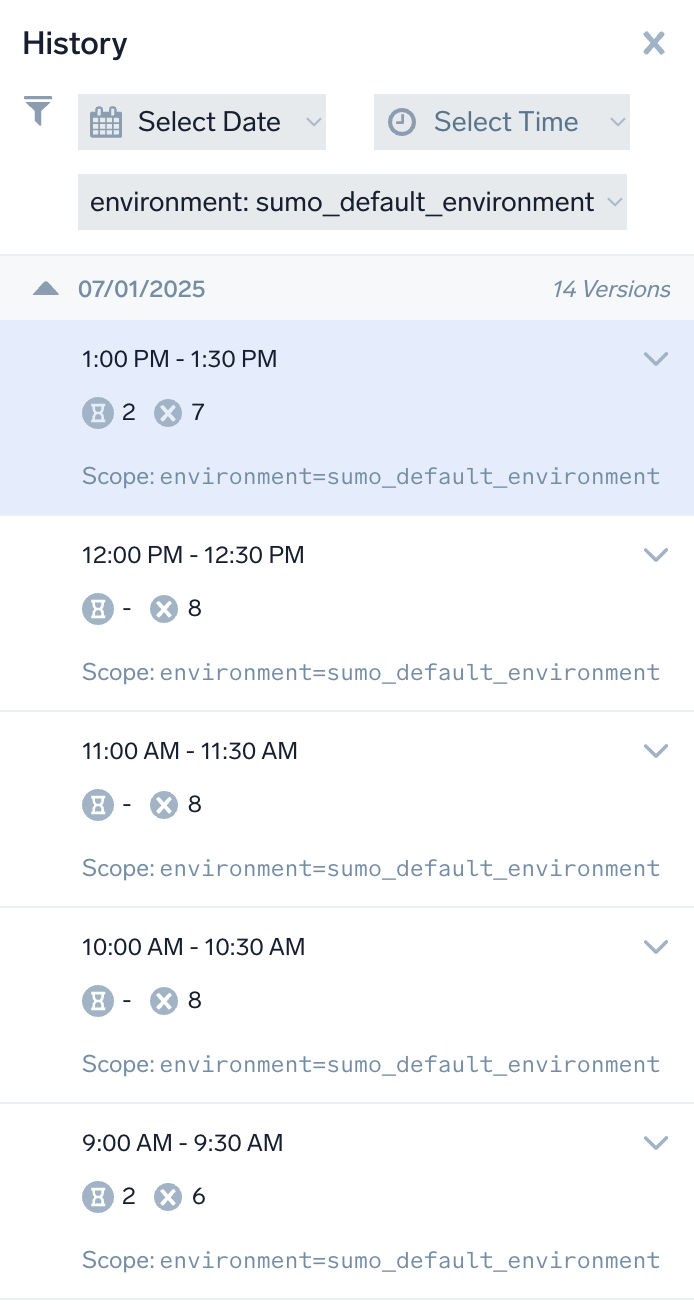 History
Select Date
Select Time
environment: sumo_default_environment
07/01/2025 14 Versions
1:00 PM - 1:30 PM
2 7
Scope: environment=sumo_default_environment
12:00 PM - 12:30 PM
- 8
Scope: environment=sumo_default_environment
11:00 AM - 11:30 AM
- 8
Scope: environment=sumo_default_environment
10:00 AM - 10:30 AM
- 8
Scope: environment=sumo_default_environment
9:00 AM - 9:30 AM
2 6
Scope: environment=sumo_default_environment